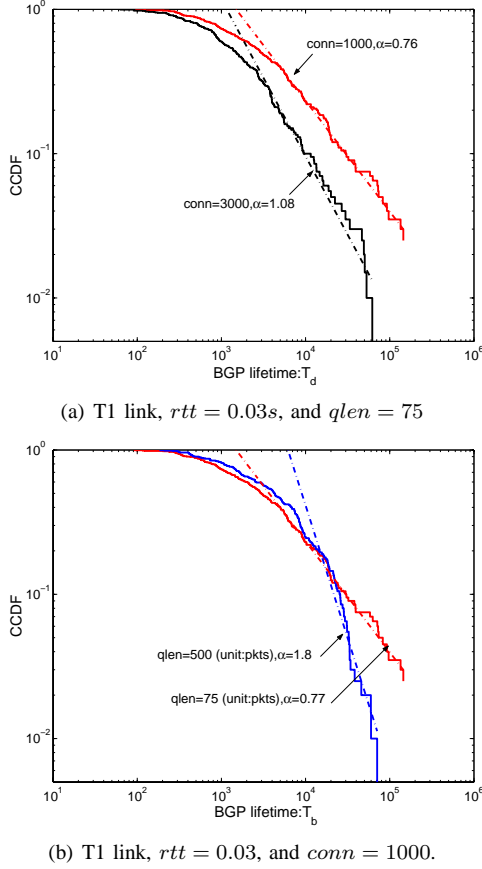 10^0
conn=1000,α=0.76
CCDF
10^-1
conn=3000,α=1.08
10^-2
10^1 10^2 10^3 10^4 10^5 10^6
BGP lifetime:T_d
(a) T1 link, rtt = 0.03s, and qlen = 75
10^0
CCDF
10^-1
qlen=500 (unit:pkts),α=1.8
qlen=75 (unit:pkts),α=0.77
10^-2
10^1 10^2 10^3 10^4 10^5 10^6
BGP lifetime:T_b
(b) T1 link, rtt = 0.03, and conn = 1000.